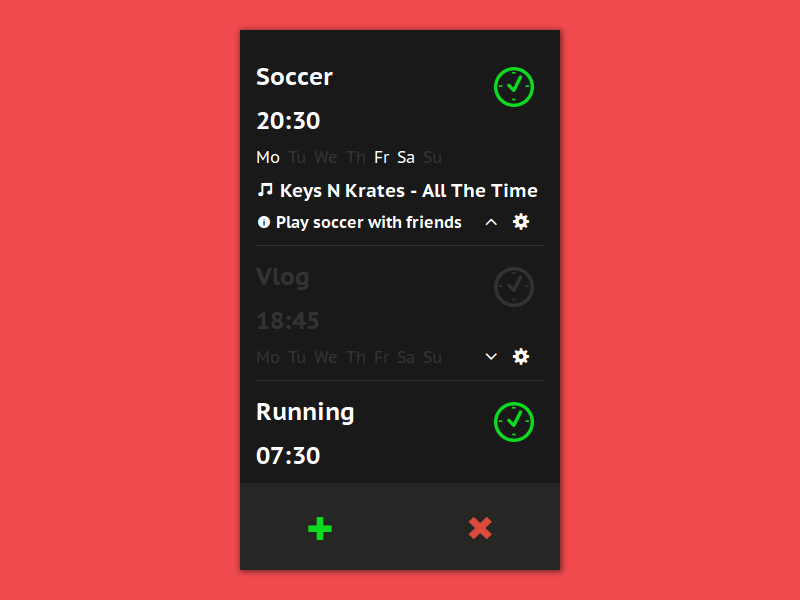 Soccer
20:30
Mo Tu We Th Fr Sa Su
Keys N Krates - All The Time
Play soccer with friends
Vlog
18:45
Mo Tu We Th Fr Sa Su
Running
07:30